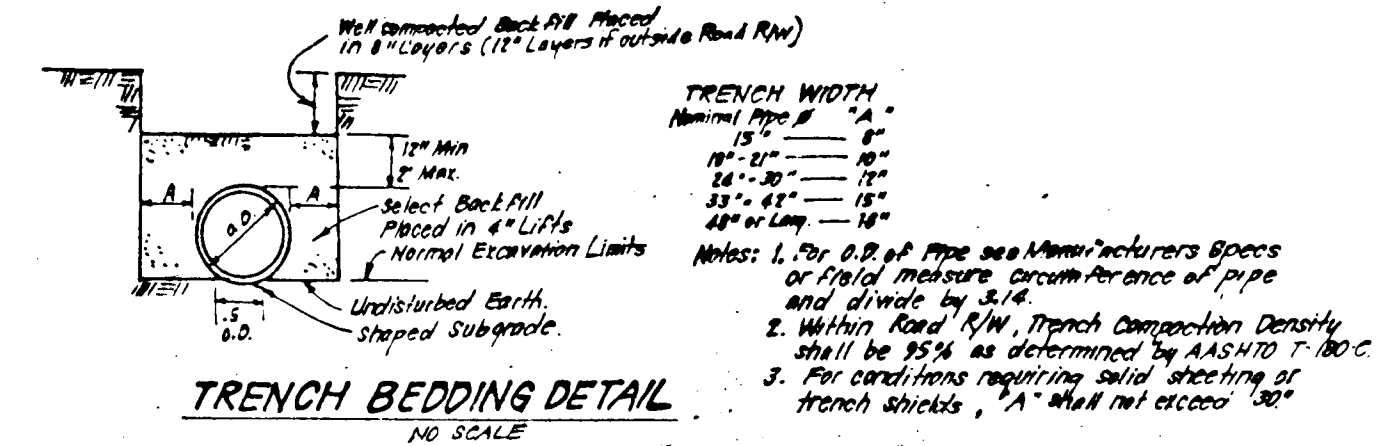 Well compacted Backfill Placed
in 8" Layers (12" Layers if outside Road R/W)
12" Min
2' Max.
A
A
O.D.
Select Backfill
Placed in 4" Lifts
Normal Excavation Limits
Undisturbed Earth.
Shaped Subgrade.
.5
O.D.
TRENCH BEDDING DETAIL
NO SCALE
TRENCH WIDTH
Nominal Pipe ø "A"
15" — 8"
18" - 21" — 10"
24" - 30" — 12"
33" - 42" — 15"
48" or — 18"
Notes: 1. For O.D. of Pipe see Manufacturers Specs
or field measure circumference of pipe
and divide by 3.14.
2. Within Road R/W, Trench Compaction Density
shall be 95% as determined by AASHTO T-180-C.
3. For conditions requiring solid sheeting or
trench shields, "A" shall not exceed 30"